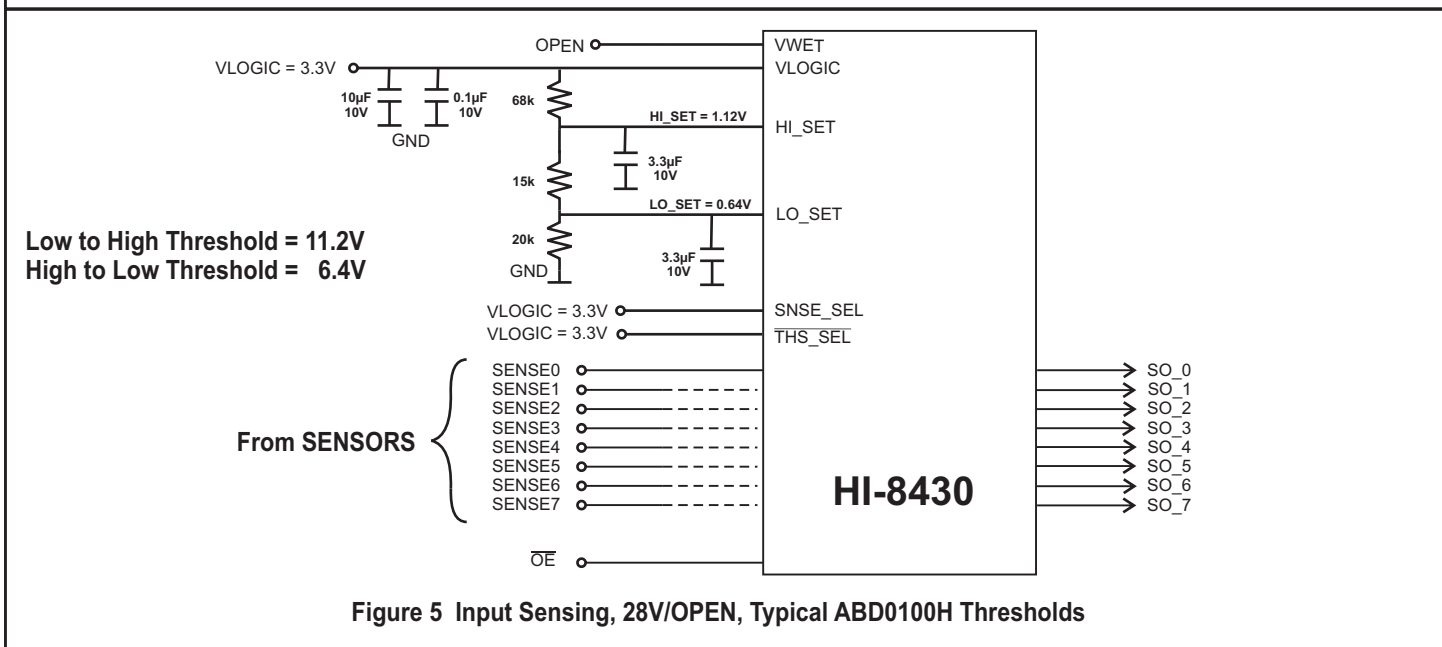 OPEN
VLOGIC = 3.3V
10µF
10V
0.1µF
10V
GND
68k
HI_SET = 1.12V
3.3µF
10V
15k
LO_SET = 0.64V
20k
GND
3.3µF
10V
VWET
VLOGIC
HI_SET
LO_SET
Low to High Threshold = 11.2V
High to Low Threshold = 6.4V
VLOGIC = 3.3V
VLOGIC = 3.3V
SNSE_SEL
THS_SEL
From SENSORS
SENSE0
SENSE1
SENSE2
SENSE3
SENSE4
SENSE5
SENSE6
SENSE7
OE
HI-8430
SO_0
SO_1
SO_2
SO_3
SO_4
SO_5
SO_6
SO_7
Figure 5 Input Sensing, 28V/OPEN, Typical ABD0100H Thresholds